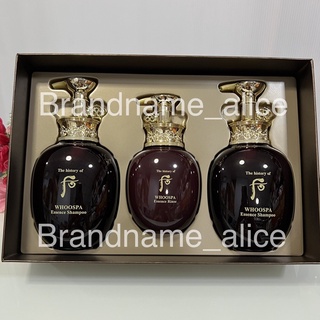 Brandname_alice
The history of
WHOOSPA
Essence Shampoo
The history of
WHOOSPA
Essence Rinse
The history of
WHOOSPA
Essence Shampoo
Brandname_alice